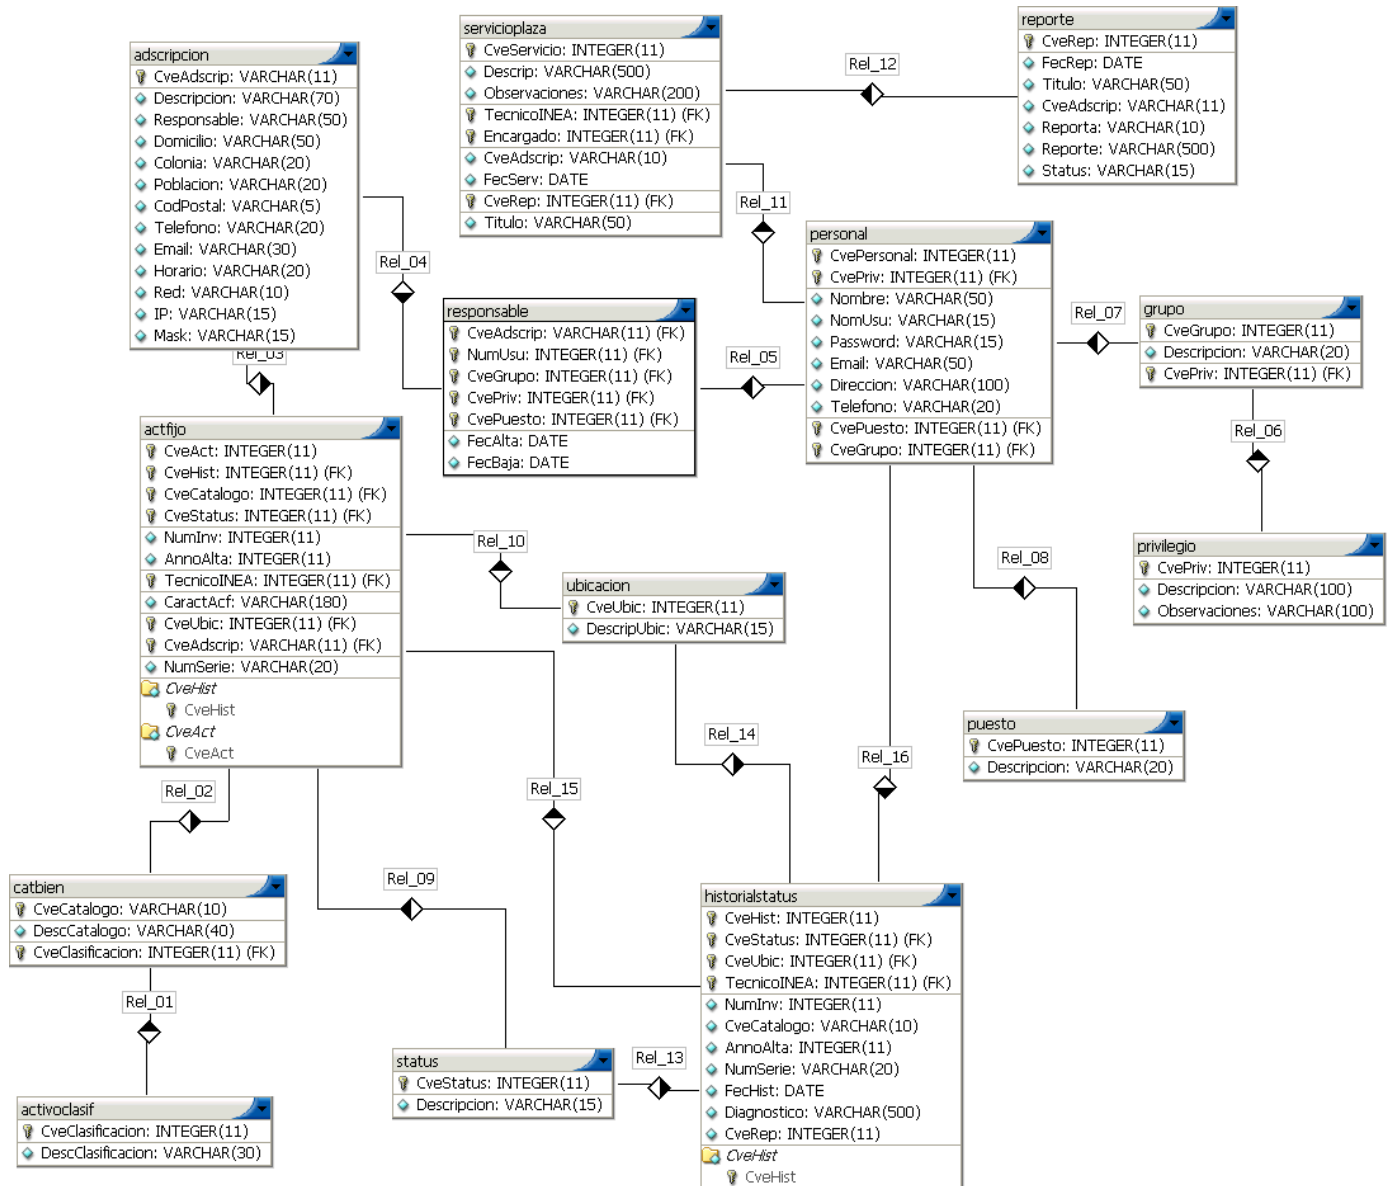 adscripcion
CveAdscrip: VARCHAR(11)
Descripcion: VARCHAR(70)
Responsable: VARCHAR(50)
Domicilio: VARCHAR(50)
Colonia: VARCHAR(20)
Poblacion: VARCHAR(20)
CodPostal: VARCHAR(5)
Telefono: VARCHAR(20)
Email: VARCHAR(30)
Horario: VARCHAR(20)
Red: VARCHAR(10)
IP: VARCHAR(15)
Mask: VARCHAR(15)
servicioplaza
CveServicio: INTEGER(11)
Descrip: VARCHAR(500)
Observaciones: VARCHAR(200)
TecnicoINEA: INTEGER(11) (FK)
Encargado: INTEGER(11) (FK)
CveAdscrip: VARCHAR(10)
FecServ: DATE
CveRep: INTEGER(11) (FK)
Titulo: VARCHAR(50)
Rel_12
reporte
CveRep: INTEGER(11)
FecRep: DATE
Titulo: VARCHAR(50)
CveAdscrip: VARCHAR(11)
Reporta: VARCHAR(10)
Reporte: VARCHAR(500)
Status: VARCHAR(15)
Rel_11
Rel_04
responsable
CveAdscrip: VARCHAR(11) (FK)
NumUsu: INTEGER(11) (FK)
CveGrupo: INTEGER(11) (FK)
CvePriv: INTEGER(11) (FK)
CvePuesto: INTEGER(11) (FK)
FecAlta: DATE
FecBaja: DATE
Rel_05
personal
CvePersonal: INTEGER(11)
CvePriv: INTEGER(11) (FK)
Nombre: VARCHAR(50)
NomUsu: VARCHAR(15)
Password: VARCHAR(15)
Email: VARCHAR(50)
Direccion: VARCHAR(100)
Telefono: VARCHAR(20)
CvePuesto: INTEGER(11) (FK)
CveGrupo: INTEGER(11) (FK)
Rel_07
grupo
CveGrupo: INTEGER(11)
Descripcion: VARCHAR(20)
CvePriv: INTEGER(11) (FK)
Rel_06
privilegio
CvePriv: INTEGER(11)
Descripcion: VARCHAR(100)
Observaciones: VARCHAR(100)
Rel_03
actfijo
CveAct: INTEGER(11)
CveHist: INTEGER(11) (FK)
CveCatalogo: INTEGER(11) (FK)
CveStatus: INTEGER(11) (FK)
NumInv: INTEGER(11)
AnnoAlta: INTEGER(11)
TecnicoINEA: INTEGER(11) (FK)
CaractAcf: VARCHAR(180)
CveUbic: INTEGER(11) (FK)
CveAdscrip: VARCHAR(11) (FK)
NumSerie: VARCHAR(20)
CveHist
CveHist
CveAct
CveAct
Rel_10
ubicacion
CveUbic: INTEGER(11)
DescripUbic: VARCHAR(15)
Rel_08
puesto
CvePuesto: INTEGER(11)
Descripcion: VARCHAR(20)
Rel_14
Rel_16
Rel_15
Rel_02
catbien
CveCatalogo: VARCHAR(10)
DescCatalogo: VARCHAR(40)
CveClasificacion: INTEGER(11) (FK)
Rel_09
Rel_01
activoclasif
CveClasificacion: INTEGER(11)
DescClasificacion: VARCHAR(30)
status
CveStatus: INTEGER(11)
Descripcion: VARCHAR(15)
Rel_13
historialstatus
CveHist: INTEGER(11)
CveStatus: INTEGER(11) (FK)
CveUbic: INTEGER(11) (FK)
TecnicoINEA: INTEGER(11) (FK)
NumInv: INTEGER(11)
CveCatalogo: VARCHAR(10)
AnnoAlta: INTEGER(11)
NumSerie: VARCHAR(20)
FecHist: DATE
Diagnostico: VARCHAR(500)
CveRep: INTEGER(11)
CveHist
CveHist